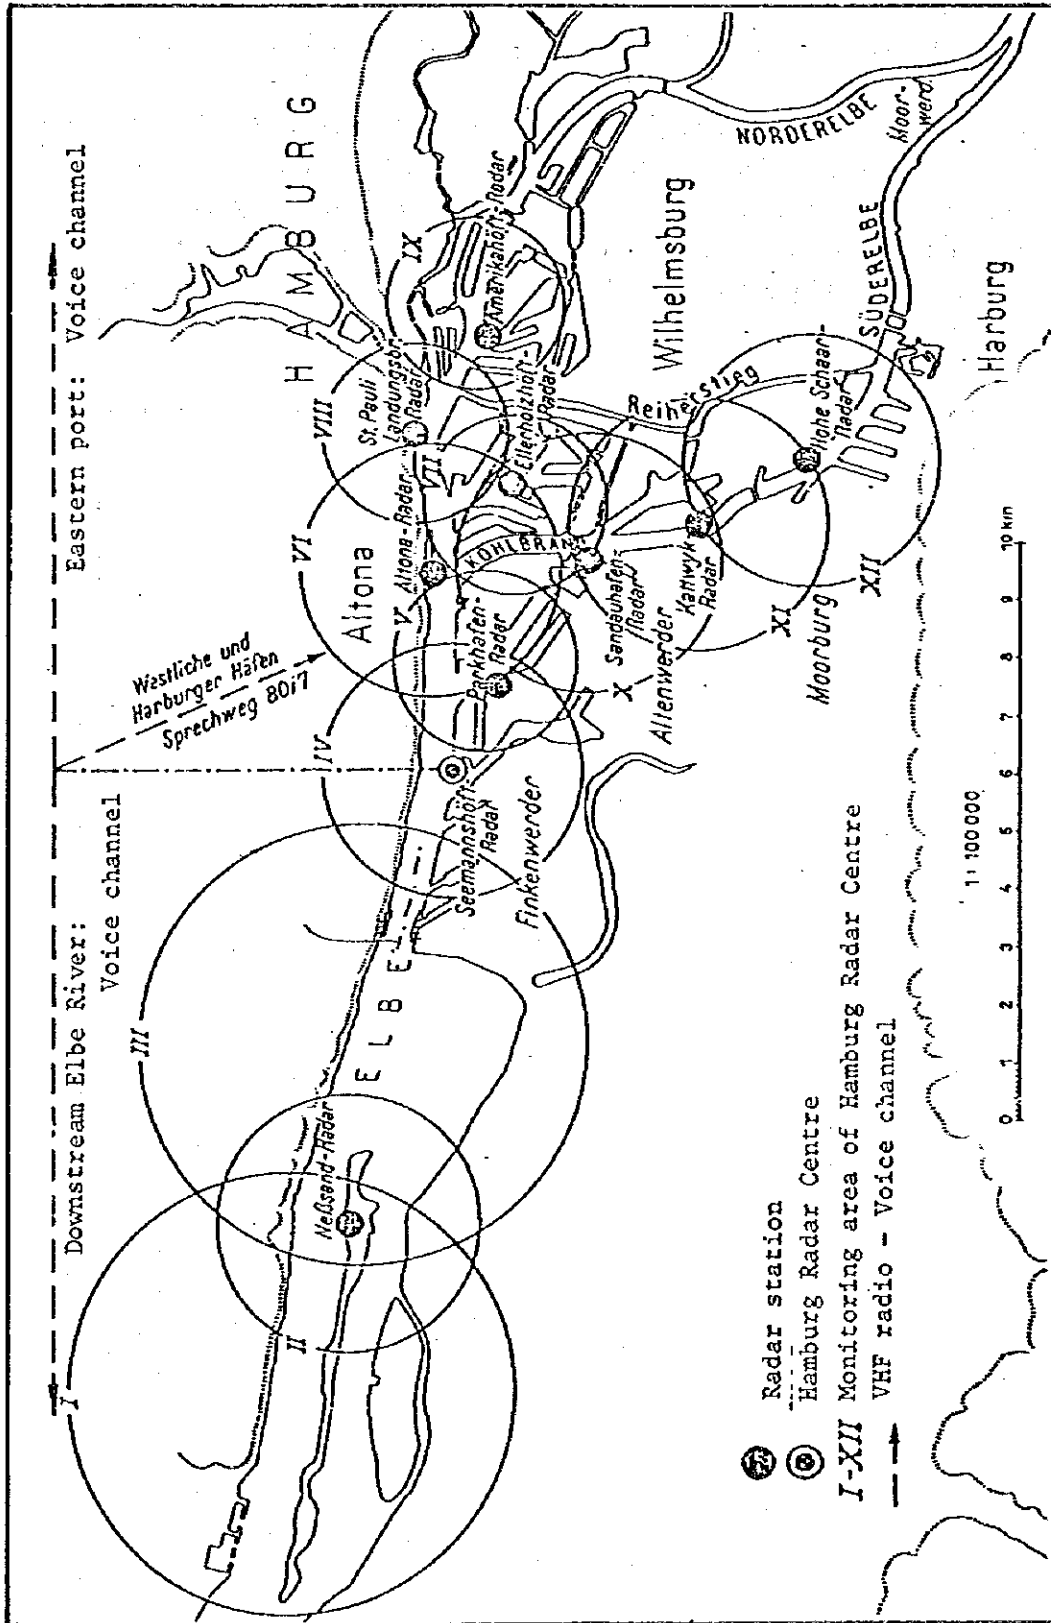 Downstream Elbe River:
Voice channel
Eastern port: Voice channel
Westliche und
Harburger Häfen
Sprechweg 80/7
HAMBURG
I
II
III
IV
V
VI
VII
VIII
IX
X
XI
XII
Neßsand-Radar
ELBE
Seemannshöft-
Radar
Finkenwerder
Parkhafen-
Radar
Altona
Altona-Radar
St. Pauli
Landungsbr.-
Radar
Ellerholzhöft-
Radar
Amerikahöft-Radar
KÖHLBRAND
Sandauhafen-
Radar
Altenwerder
Kattwyk
Radar
Moorburg
Hohe Schaar-
Radar
Reiherstieg
Wilhelmsburg
NORDERELBE
Moor-
werd.
SÜDERELBE
Harburg
Radar station
Hamburg Radar Centre
I-XII Monitoring area of Hamburg Radar Centre
VHF radio - Voice channel
1:100000
0 1 2 3 4 5 6 7 8 9 10 km